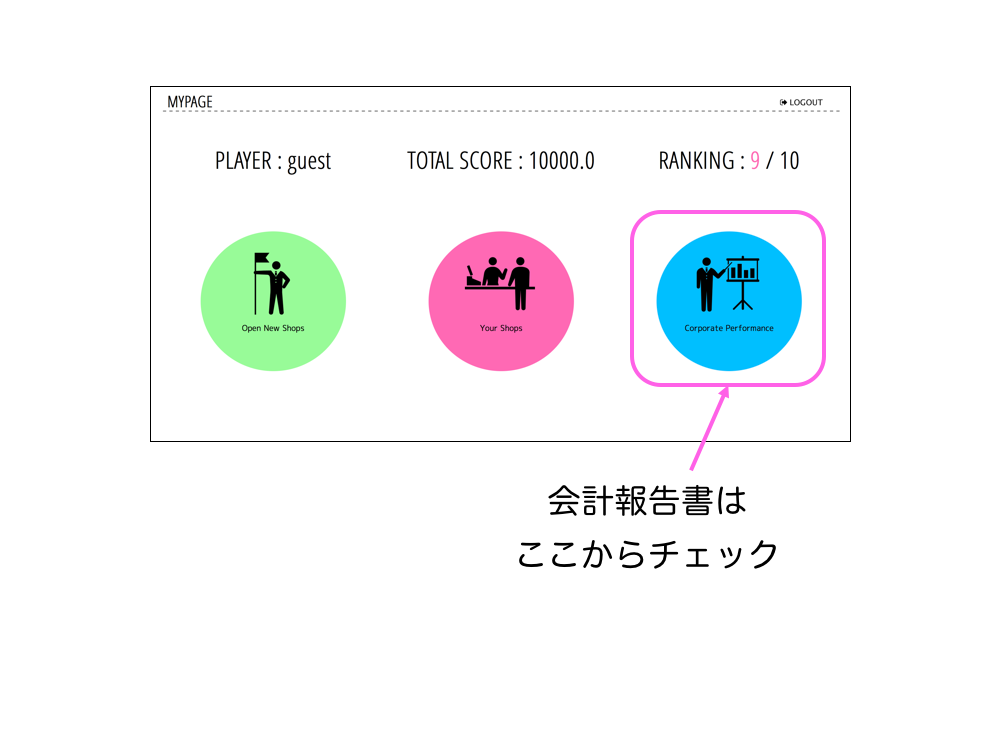 MYPAGE
LOGOUT
PLAYER : guest
TOTAL SCORE : 10000.0
RANKING : 9 / 10
Open New Shops
Your Shops
Corporate Performance
会計報告書は
ここからチェック